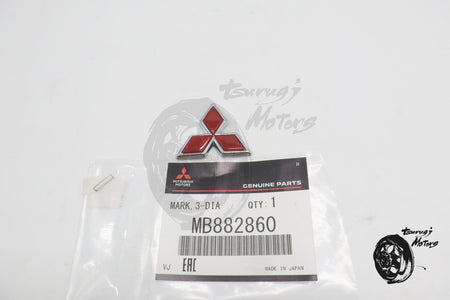 Tsurugi
Motors
MITSUBISHI
MOTORS
GENUINE PARTS
MARK,3-DIA QTY:1
MB882860
VJ EAC MADE IN JAPAN
Tsurugi
Motors